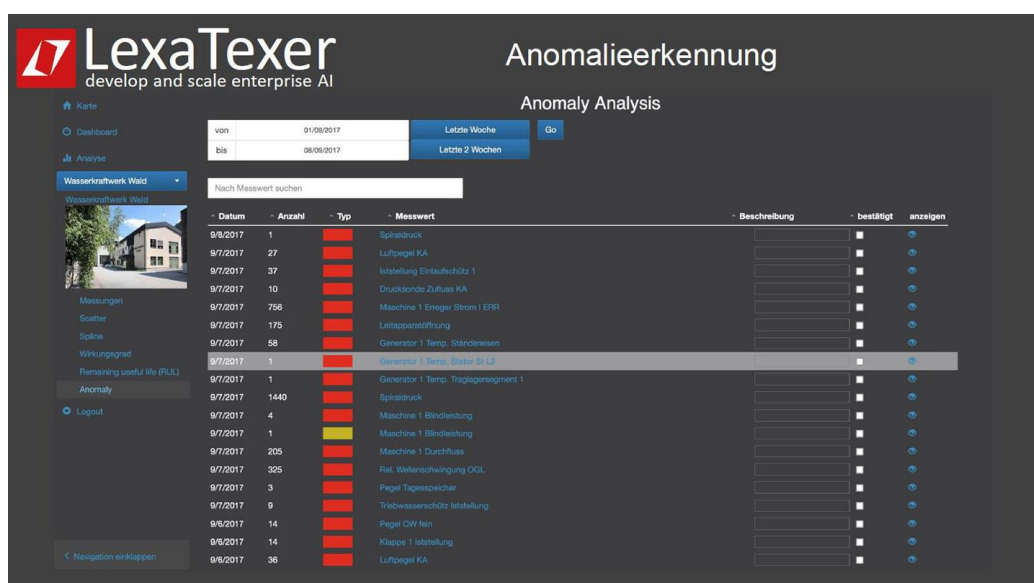 LexaTexer
develop and scale enterprise AI
Anomalieerkennung
Anomaly Analysis
Karte
Dashboard
Analyse
Wasserkraftwerk Wald
Wasserkraftwerk Wald
Messungen
Scatter
Spline
Wirkungsgrad
Remaining useful life (RUL)
Anomaly
Logout
Navigation einklappen
von 01/09/2017 Letzte Woche Go
bis 08/09/2017 Letzte 2 Wochen
Nach Messwert suchen
Datum Anzahl Typ Messwert Beschreibung bestätigt anzeigen
9/8/2017 1 Spiraldruck
9/7/2017 27 Luftpegel KA
9/7/2017 37 Iststellung Einlaufschütz 1
9/7/2017 10 Drucksonde Zufluss KA
9/7/2017 756 Maschine 1 Erreger Strom I ERR
9/7/2017 175 Leitapparatöffnung
9/7/2017 58 Generator 1 Temp. Ständereisen
9/7/2017 1 Generator 1 Temp. Stator St L2
9/7/2017 1 Generator 1 Temp. Traglagersegment 1
9/7/2017 1440 Spiraldruck
9/7/2017 4 Maschine 1 Blindleistung
9/7/2017 1 Maschine 1 Blindleistung
9/7/2017 205 Maschine 1 Durchfluss
9/7/2017 325 Rel. Wellenschwingung OGL
9/7/2017 3 Pegel Tagesspeicher
9/7/2017 9 Triebwasserschütz Iststellung
9/6/2017 14 Pegel OW fein
9/6/2017 14 Klappe 1 Iststellung
9/6/2017 36 Luftpegel KA